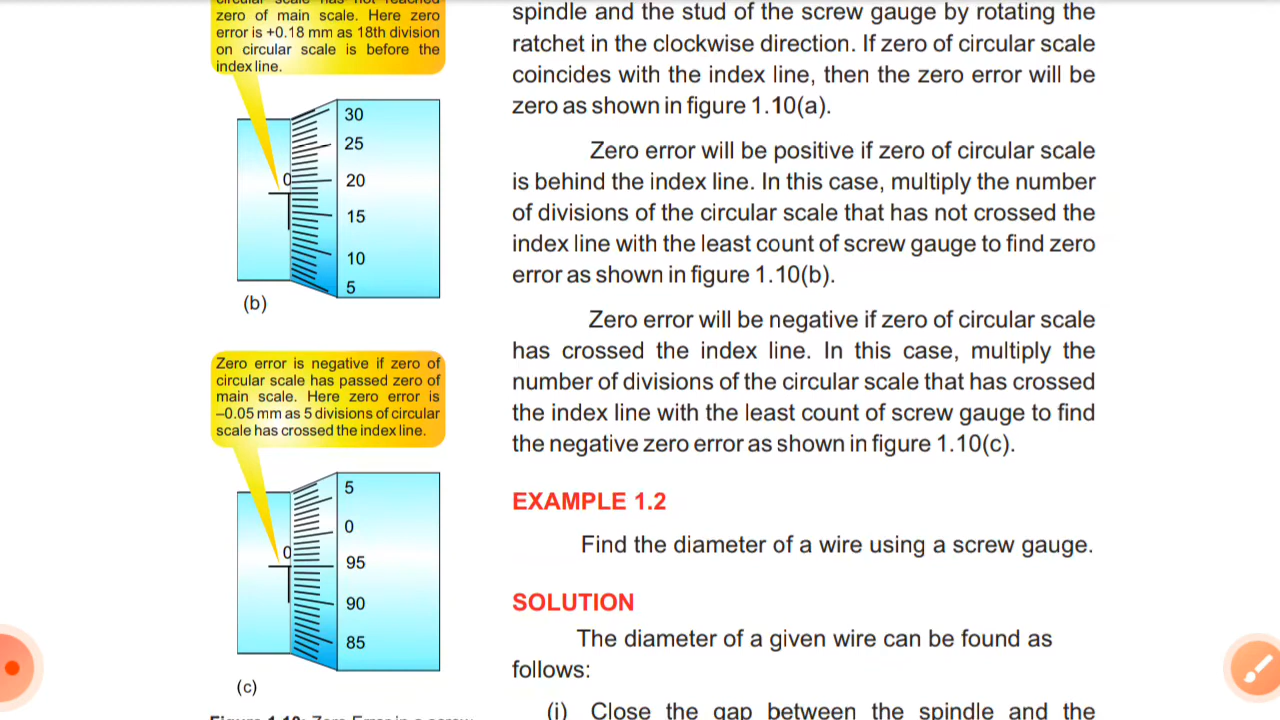 circular scale has not reached
zero of main scale. Here zero
error is +0.18 mm as 18th division
on circular scale is before the
index line.
30
25
0
20
15
10
5
(b)
Zero error is negative if zero of
circular scale has passed zero of
main scale. Here zero error is
–0.05 mm as 5 divisions of circular
scale has crossed the index line.
5
0
0
95
90
85
(c)
Figure 1.10: Zero Error in a screw
spindle and the stud of the screw gauge by rotating the
ratchet in the clockwise direction. If zero of circular scale
coincides with the index line, then the zero error will be
zero as shown in figure 1.10(a).
Zero error will be positive if zero of circular scale
is behind the index line. In this case, multiply the number
of divisions of the circular scale that has not crossed the
index line with the least count of screw gauge to find zero
error as shown in figure 1.10(b).
Zero error will be negative if zero of circular scale
has crossed the index line. In this case, multiply the
number of divisions of the circular scale that has crossed
the index line with the least count of screw gauge to find
the negative zero error as shown in figure 1.10(c).
EXAMPLE 1.2
Find the diameter of a wire using a screw gauge.
SOLUTION
The diameter of a given wire can be found as
follows:
(i) Close the gap between the spindle and the